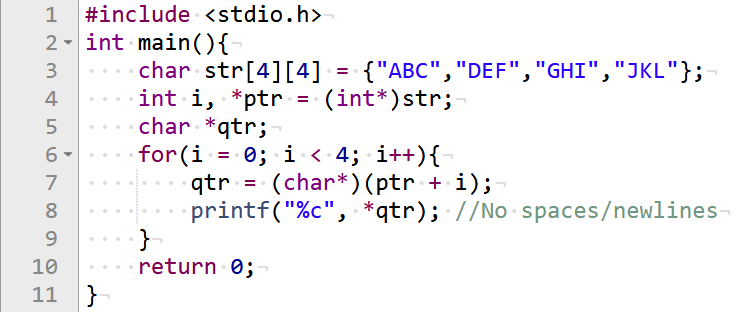 1 #include <stdio.h>
2 int main(){
3     char str[4][4] = {"ABC","DEF","GHI","JKL"};
4     int i, *ptr = (int*)str;
5     char *qtr;
6     for(i = 0; i < 4; i++){
7         qtr = (char*)(ptr + i);
8         printf("%c", *qtr); //No spaces/newlines
9     }
10     return 0;
11 }